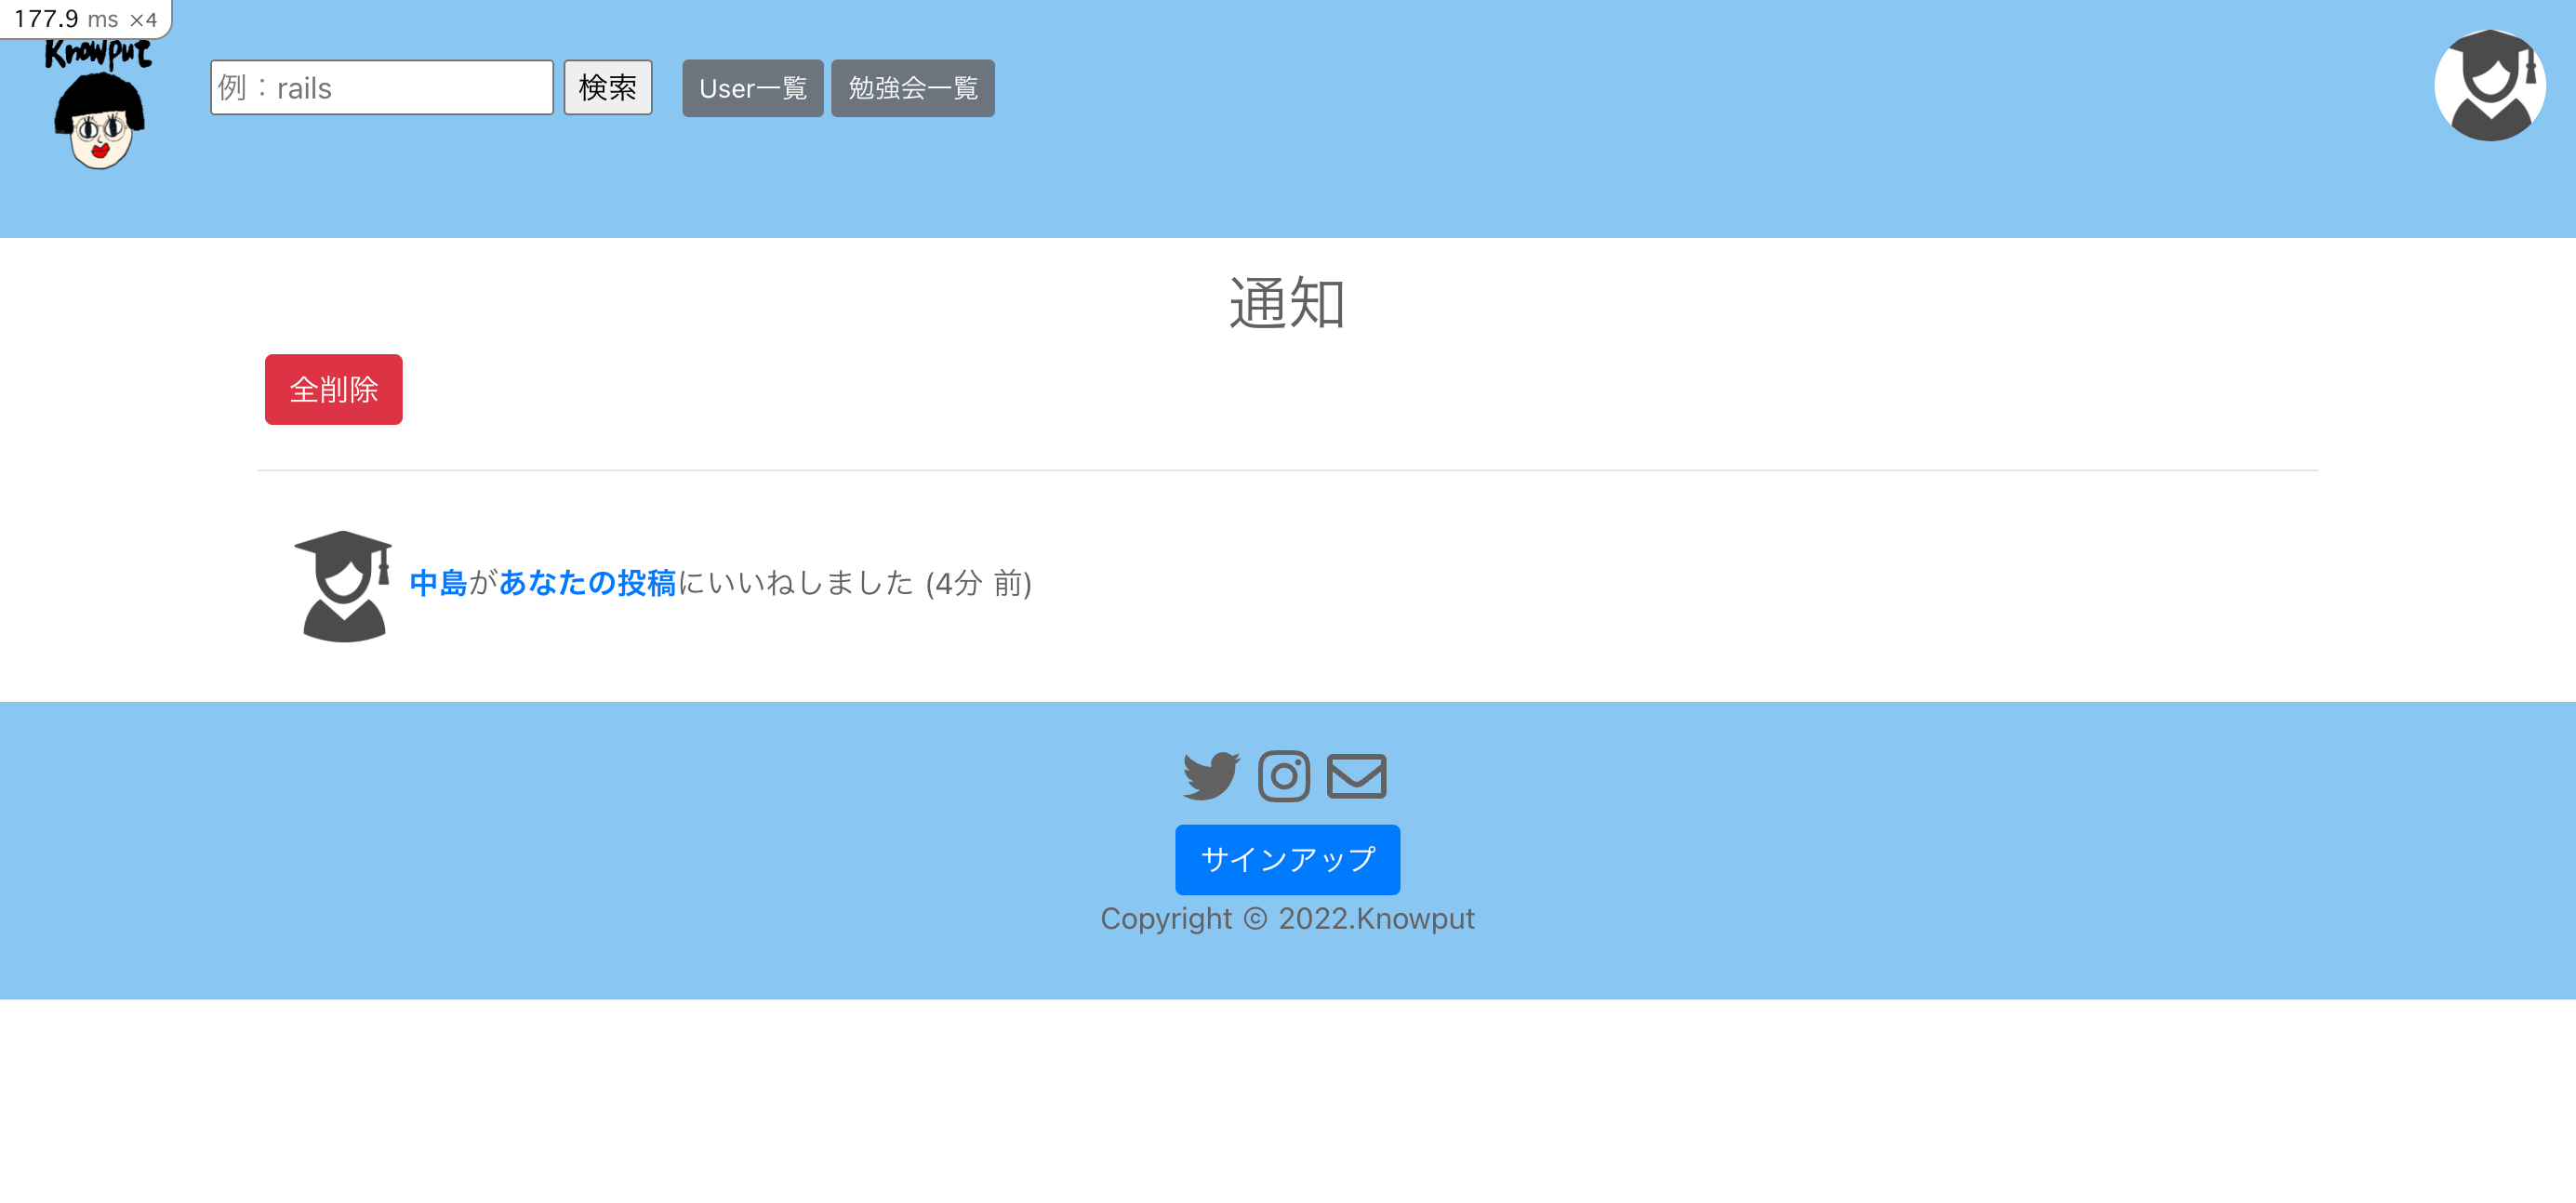 177.9 ms ×4
Knowput
例：rails 検索 User一覧 勉強会一覧
通知
全削除
中島があなたの投稿にいいねしました (4分 前)
サインアップ
Copyright © 2022.Knowput